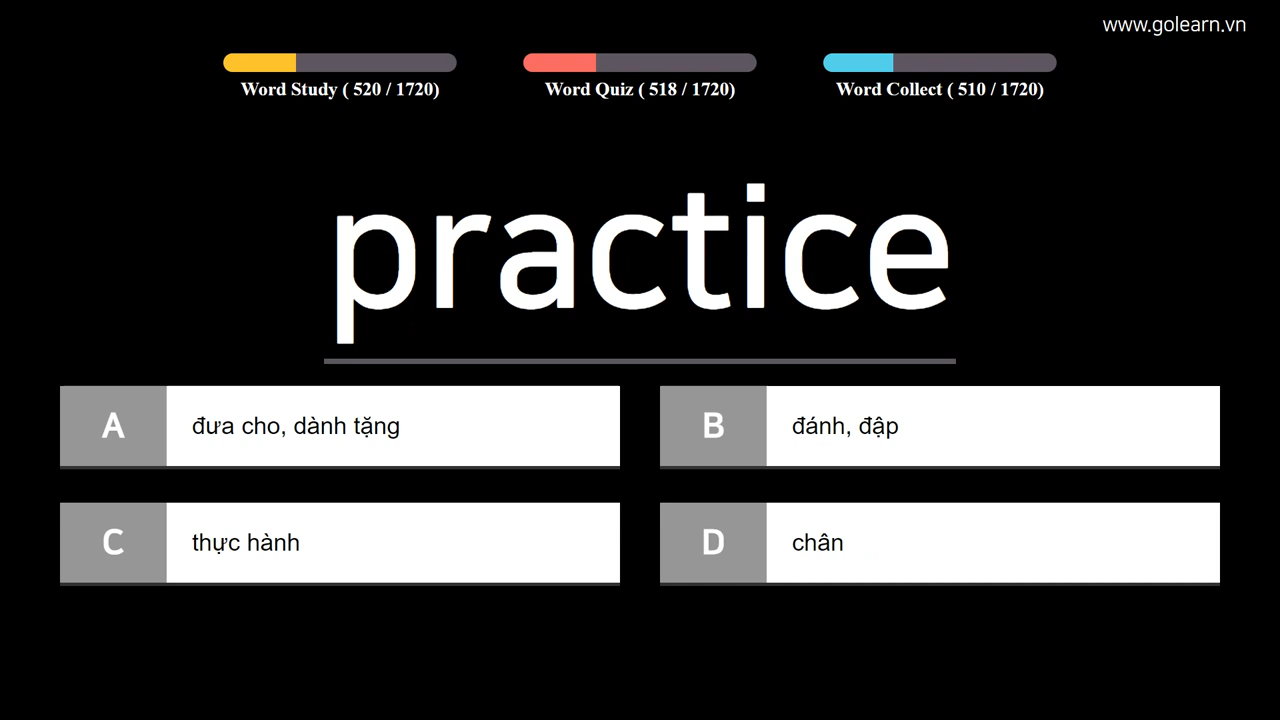 www.golearn.vn
Word Study ( 520 / 1720)
Word Quiz ( 518 / 1720)
Word Collect ( 510 / 1720)
practice
A đưa cho, dành tặng
B đánh, đập
C thực hành
D chân